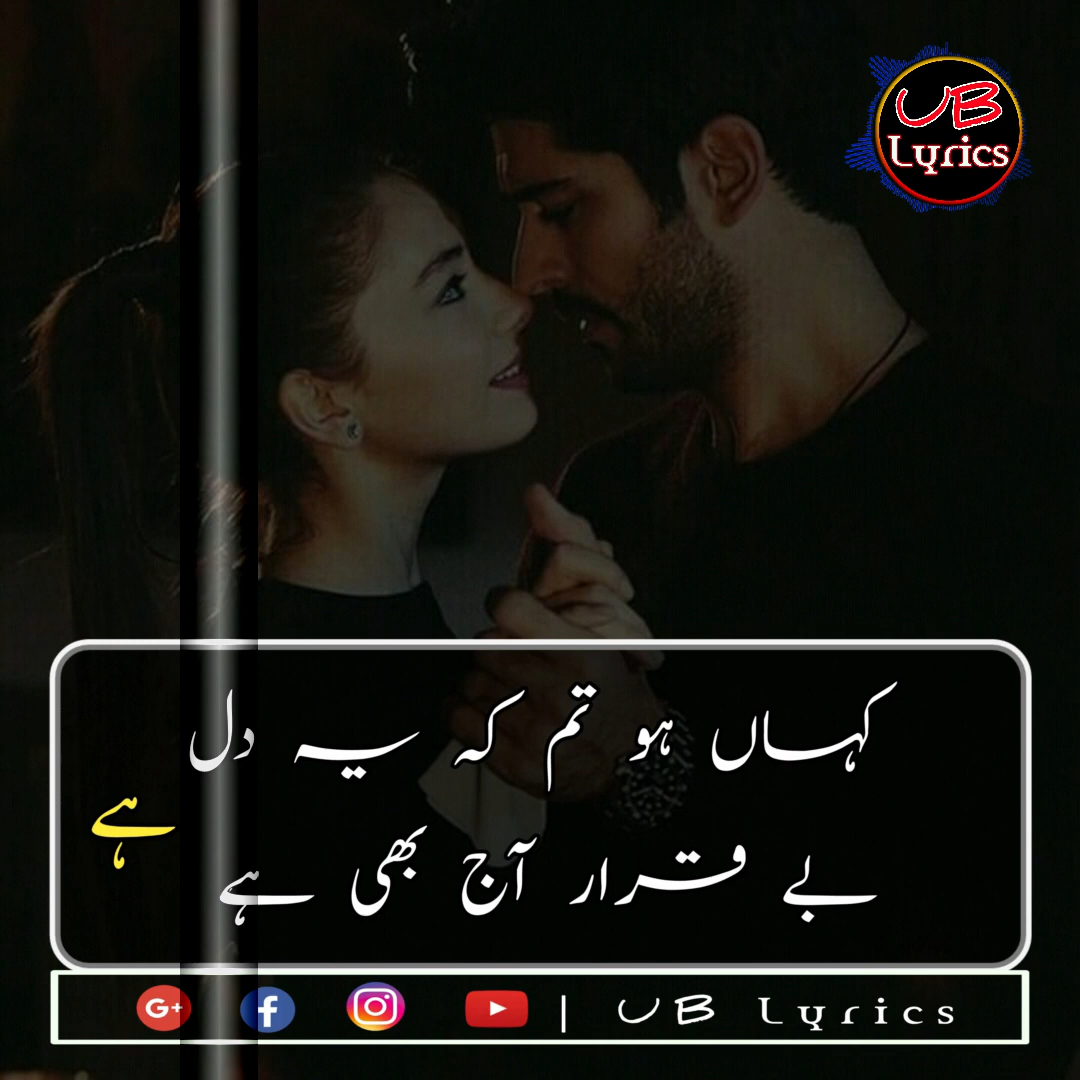 UB
Lyrics
کہاں ہو تم کہ یہ دل
ہے
بے قرار آج بھی ہے
G+ f | UB Lyrics